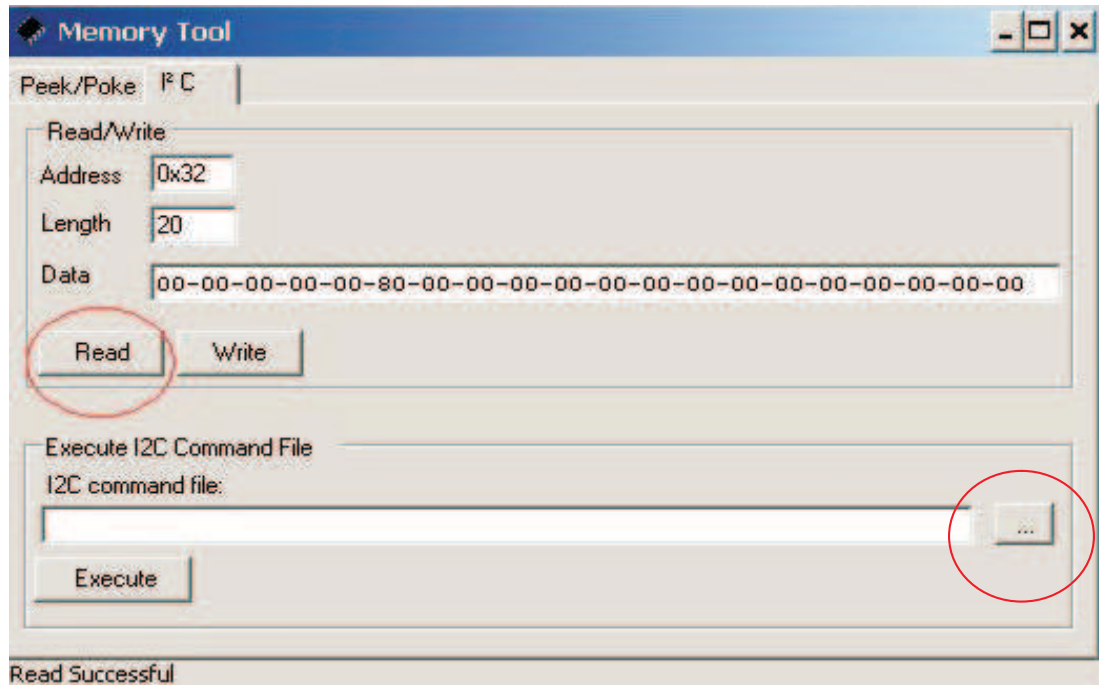 Memory Tool
Peek/Poke I²C
Read/Write
Address 0x32
Length 20
Data 00-00-00-00-00-80-00-00-00-00-00-00-00-00-00-00-00-00-00-00
Read Write
Execute I2C Command File
I2C command file:
...
Execute
Read Successful